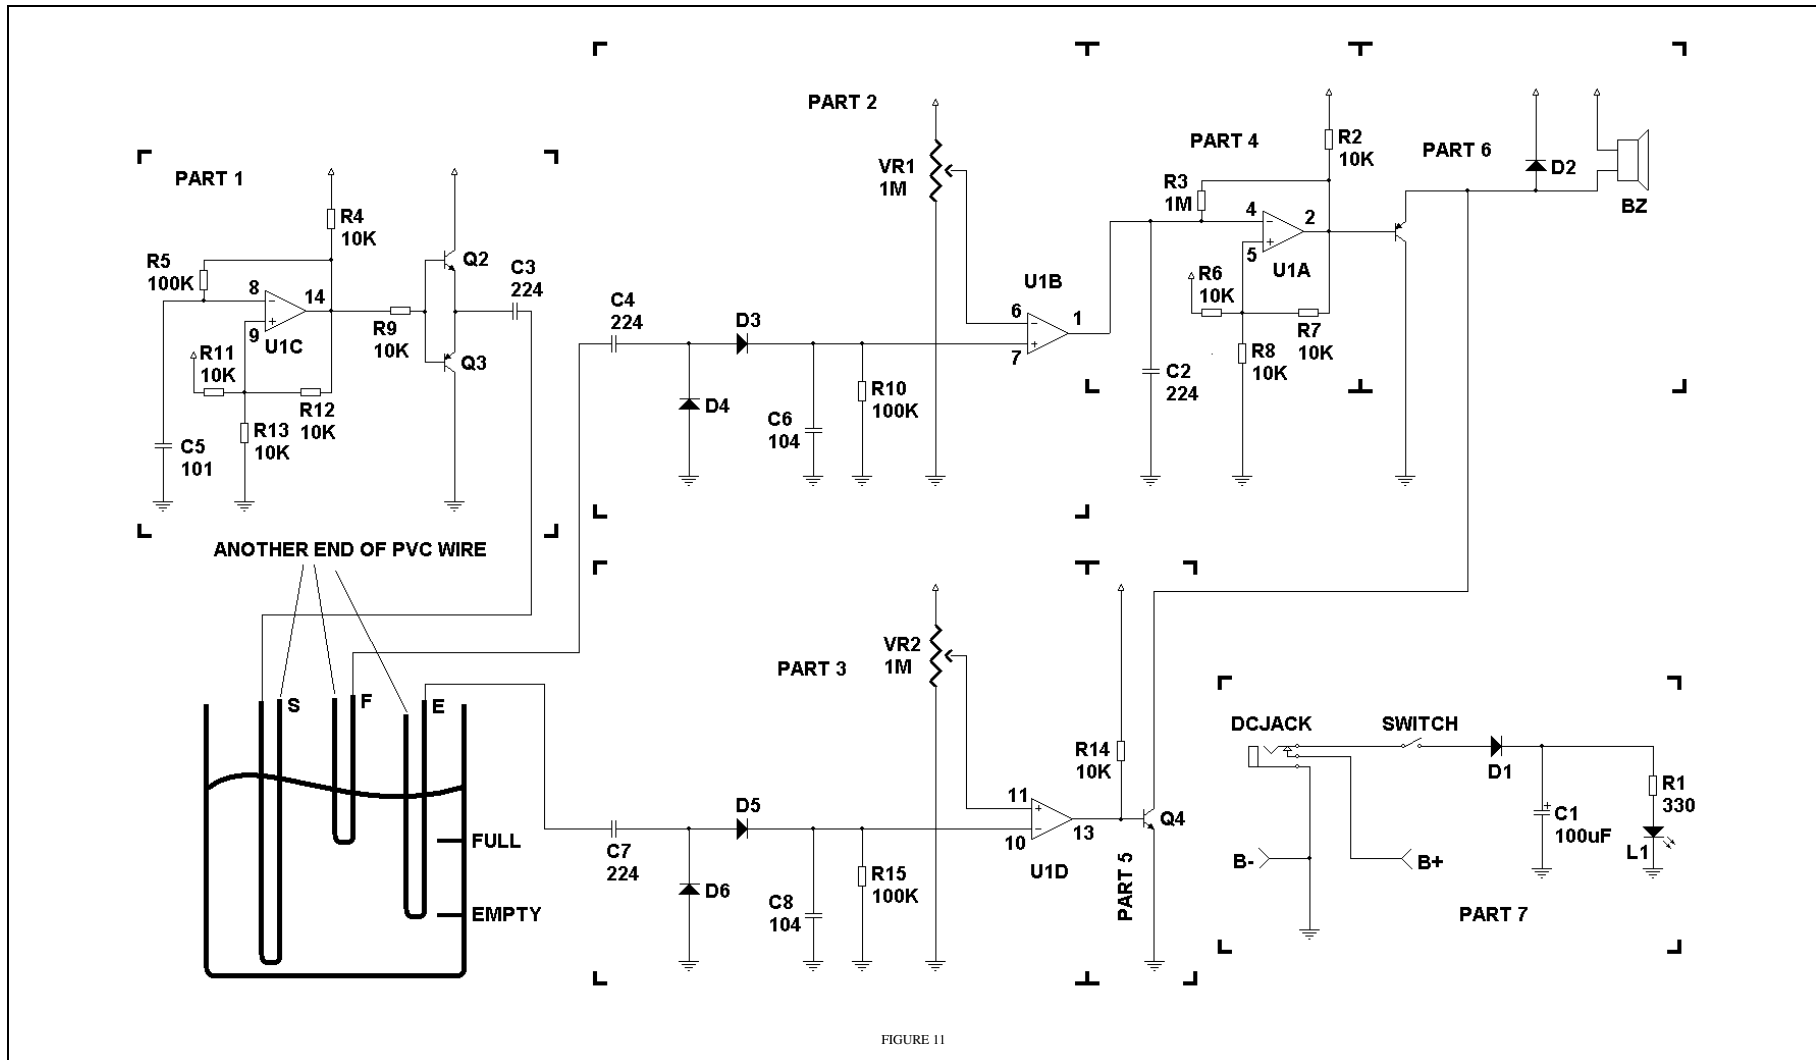 PART 1
R4
10K
R5
100K
8
14
9
U1C
R9
10K
R11
10K
R12
10K
R13
10K
C5
101
Q2
Q3
C3
224
PART 2
VR1
1M
C4
224
D3
D4
C6
104
R10
100K
U1B
6
7
1
PART 4
R2
10K
R3
1M
4
2
5
U1A
R6
10K
R7
10K
R8
10K
C2
224
PART 6
D2
BZ
ANOTHER END OF PVC WIRE
S
F
E
FULL
EMPTY
PART 3
VR2
1M
C7
224
D5
D6
C8
104
R15
100K
11
10
13
U1D
R14
10K
Q4
PART 5
DCJACK
SWITCH
D1
R1
330
C1
+
100uF
L1
B-
B+
PART 7
FIGURE 11